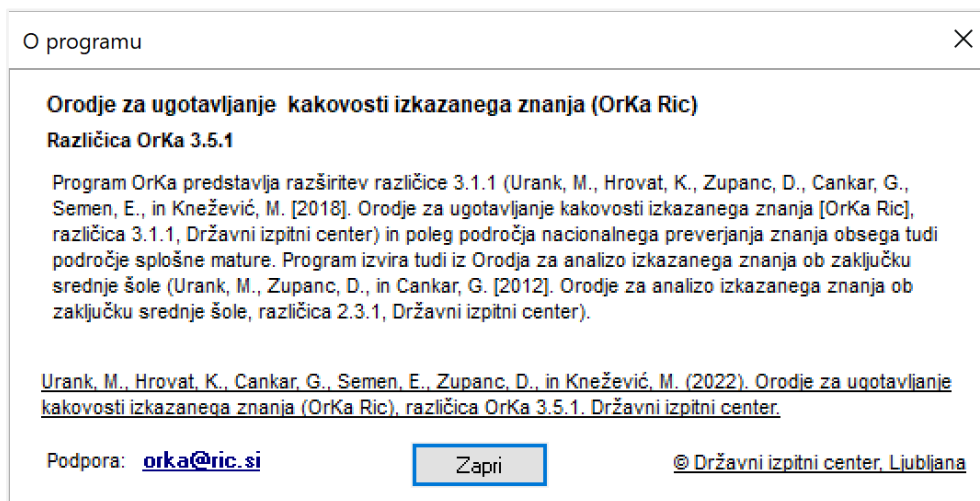 O programu
Orodje za ugotavljanje kakovosti izkazanega znanja (OrKa Ric)
Različica OrKa 3.5.1
Program OrKa predstavlja razširitev različice 3.1.1 (Urank, M., Hrovat, K., Zupanc, D., Cankar, G.,
Semen, E., in Knežević, M. [2018]. Orodje za ugotavljanje kakovosti izkazanega znanja [OrKa Ric],
različica 3.1.1, Državni izpitni center) in poleg področja nacionalnega preverjanja znanja obsega tudi
področje splošne mature. Program izvira tudi iz Orodja za analizo izkazanega znanja ob zaključku
srednje šole (Urank, M., Zupanc, D., in Cankar, G. [2012]. Orodje za analizo izkazanega znanja ob
zaključku srednje šole, različica 2.3.1, Državni izpitni center).
Urank, M., Hrovat, K., Cankar, G., Semen, E., Zupanc, D., in Knežević, M. (2022). Orodje za ugotavljanje
kakovosti izkazanega znanja (OrKa Ric), različica OrKa 3.5.1. Državni izpitni center.
Podpora: orka@ric.si Zapri © Državni izpitni center, Ljubljana